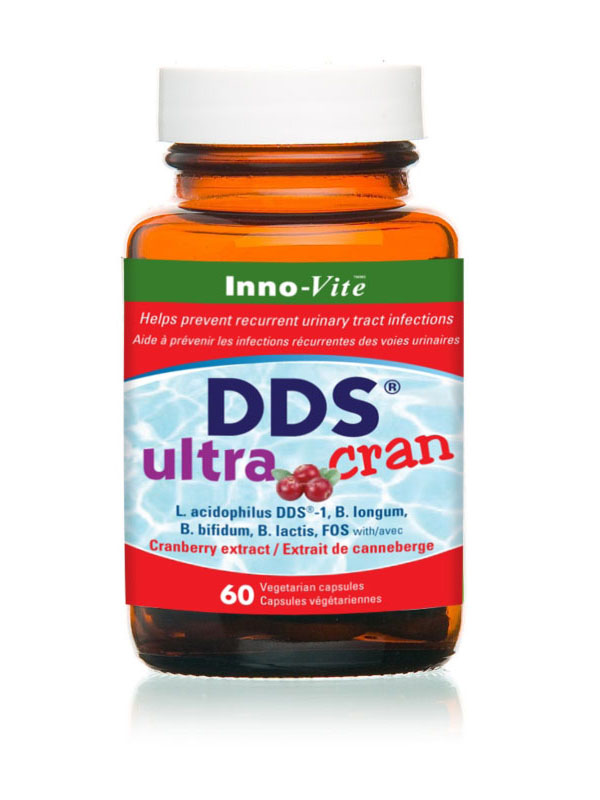 Inno-Vite™
Helps prevent recurrent urinary tract infections
Aide à prévenir les infections récurrentes des voies urinaires
DDS®
ultra cran
L. acidophilus DDS®-1, B. longum,
B. bifidum, B. lactis, FOS with/avec
Cranberry extract / Extrait de canneberge
60 Vegetarian capsules
Capsules végétariennes